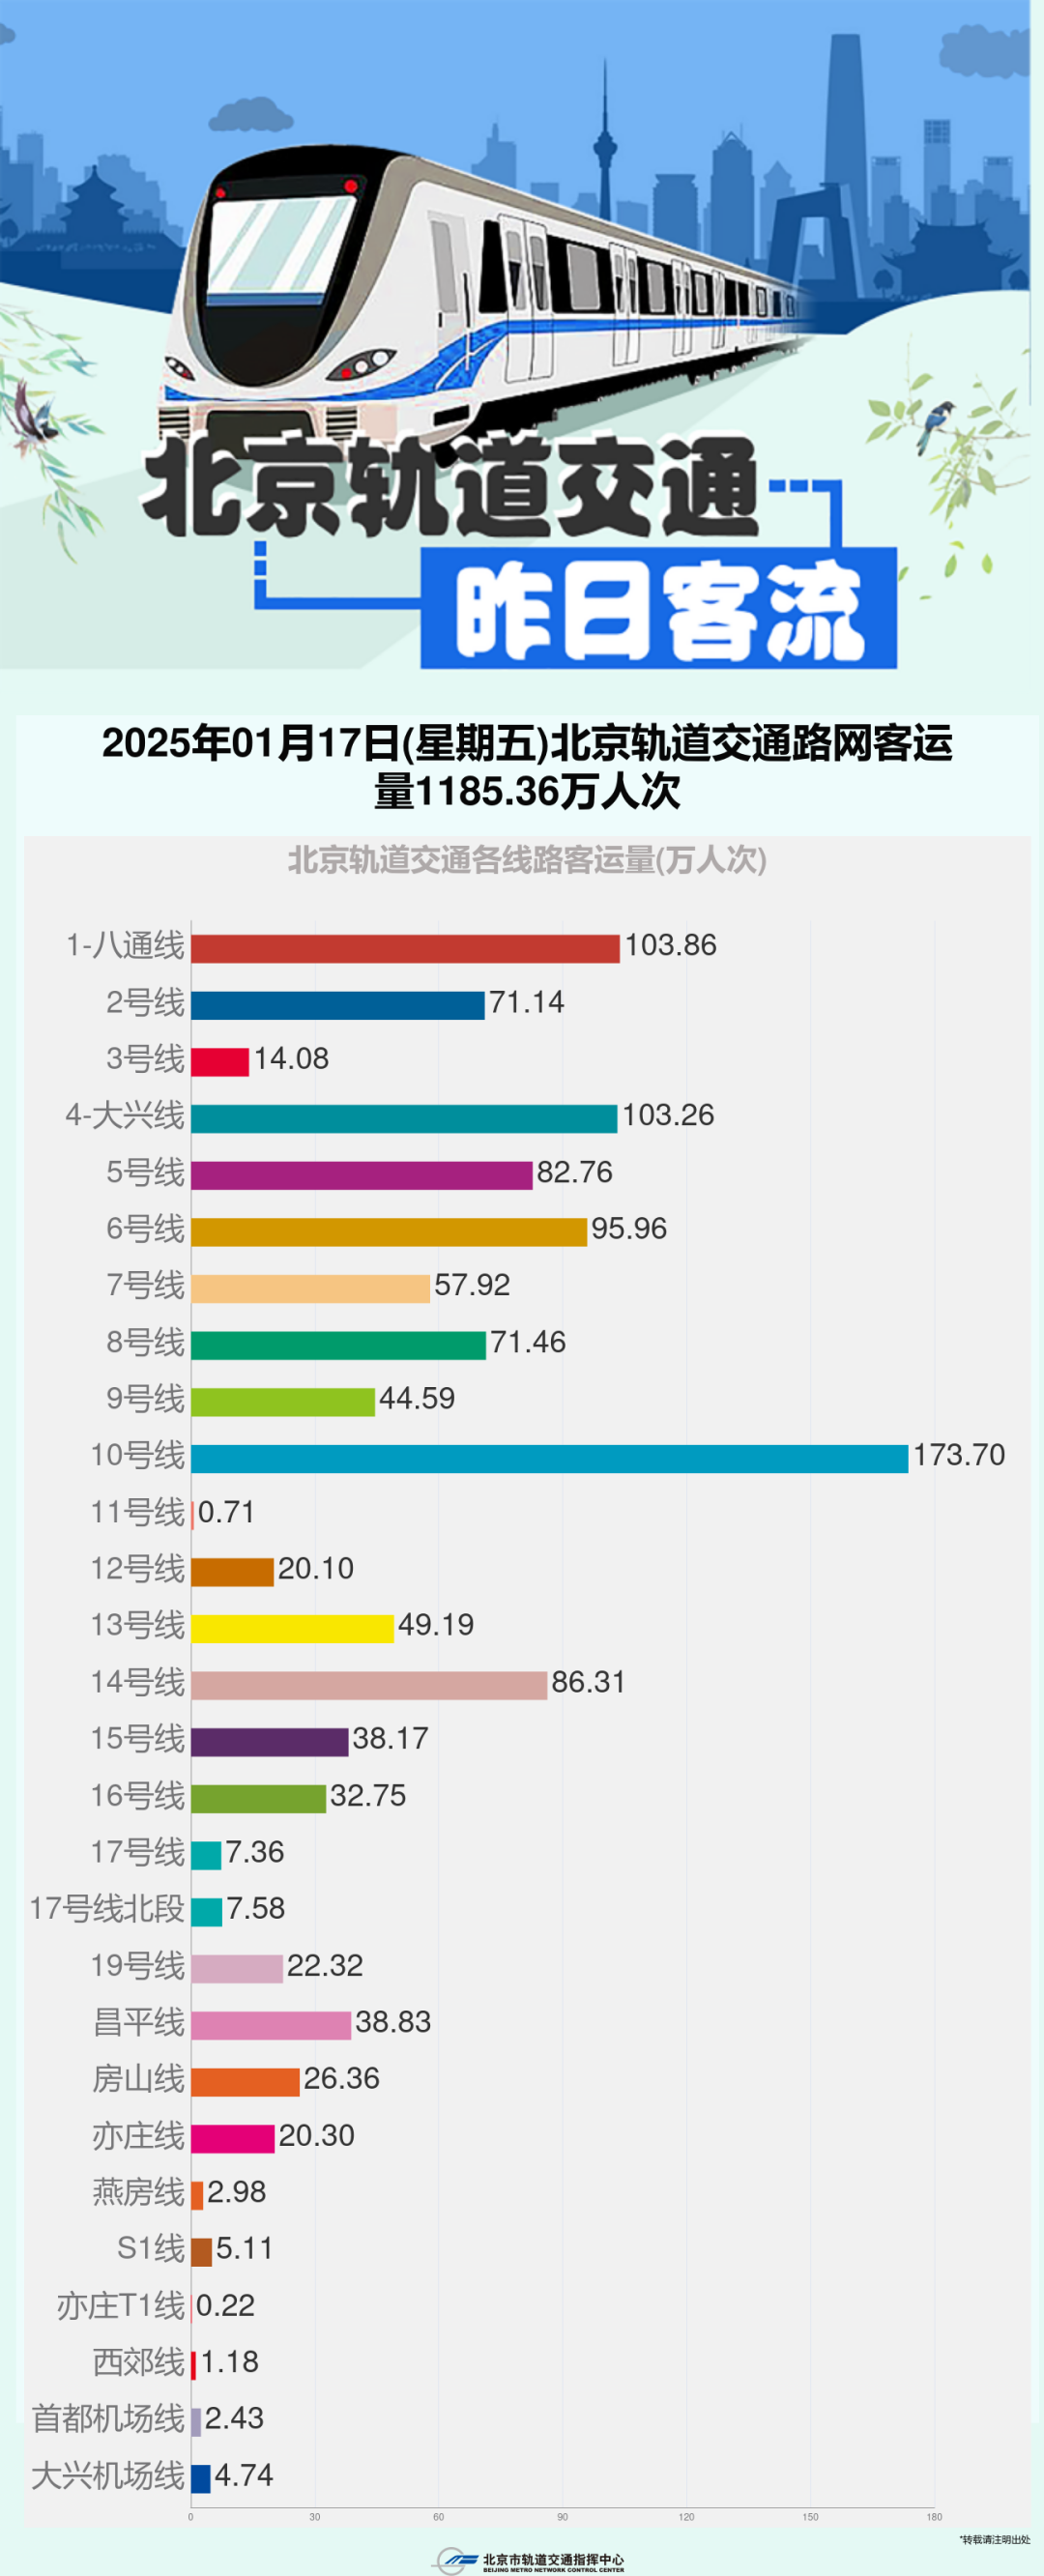 北京轨道交通
昨日客流
2025年01月17日(星期五)北京轨道交通路网客运
量1185.36万人次
北京轨道交通各线路客运量(万人次)
1-八通线 103.86
2号线 71.14
3号线 14.08
4-大兴线 103.26
5号线 82.76
6号线 95.96
7号线 57.92
8号线 71.46
9号线 44.59
10号线 173.70
11号线 0.71
12号线 20.10
13号线 49.19
14号线 86.31
15号线 38.17
16号线 32.75
17号线 7.36
17号线北段 7.58
19号线 22.32
昌平线 38.83
房山线 26.36
亦庄线 20.30
燕房线 2.98
S1线 5.11
亦庄T1线 0.22
西郊线 1.18
首都机场线 2.43
大兴机场线 4.74
0 30 60 90 120 150 180
*转载请注明出处
北京市轨道交通指挥中心
BEIJING METRO NETWORK CONTROL CENTER